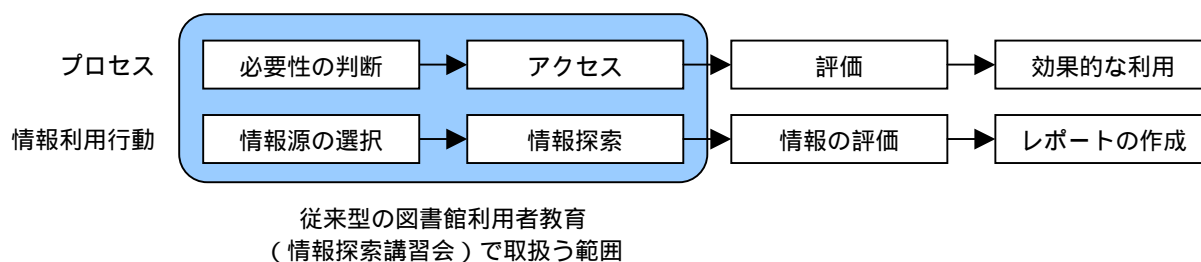 プロセス 必要性の判断 アクセス 評価 効果的な利用
情報利用行動 情報源の選択 情報探索 情報の評価 レポートの作成
従来型の図書館利用者教育
（情報探索講習会）で取扱う範囲